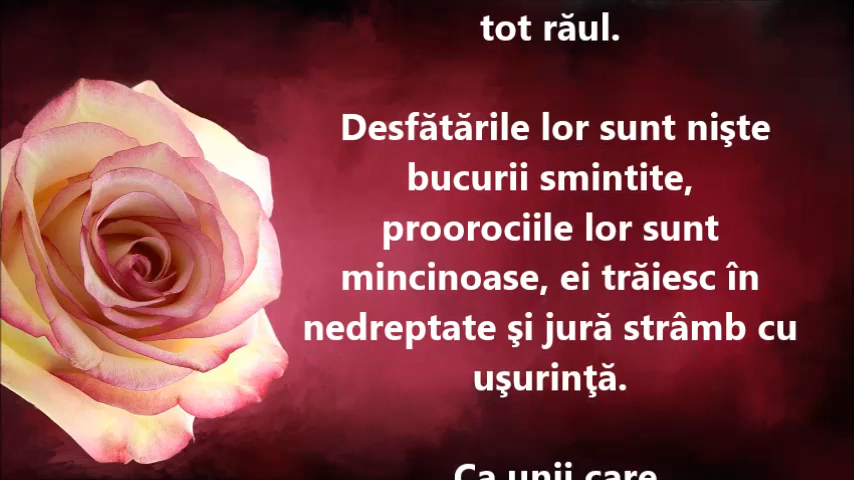 tot răul.
Desfătările lor sunt nişte
bucurii smintite,
proorociile lor sunt
mincinoase, ei trăiesc în
nedreptate şi jură strâmb cu
uşurinţă.
Ca unii care